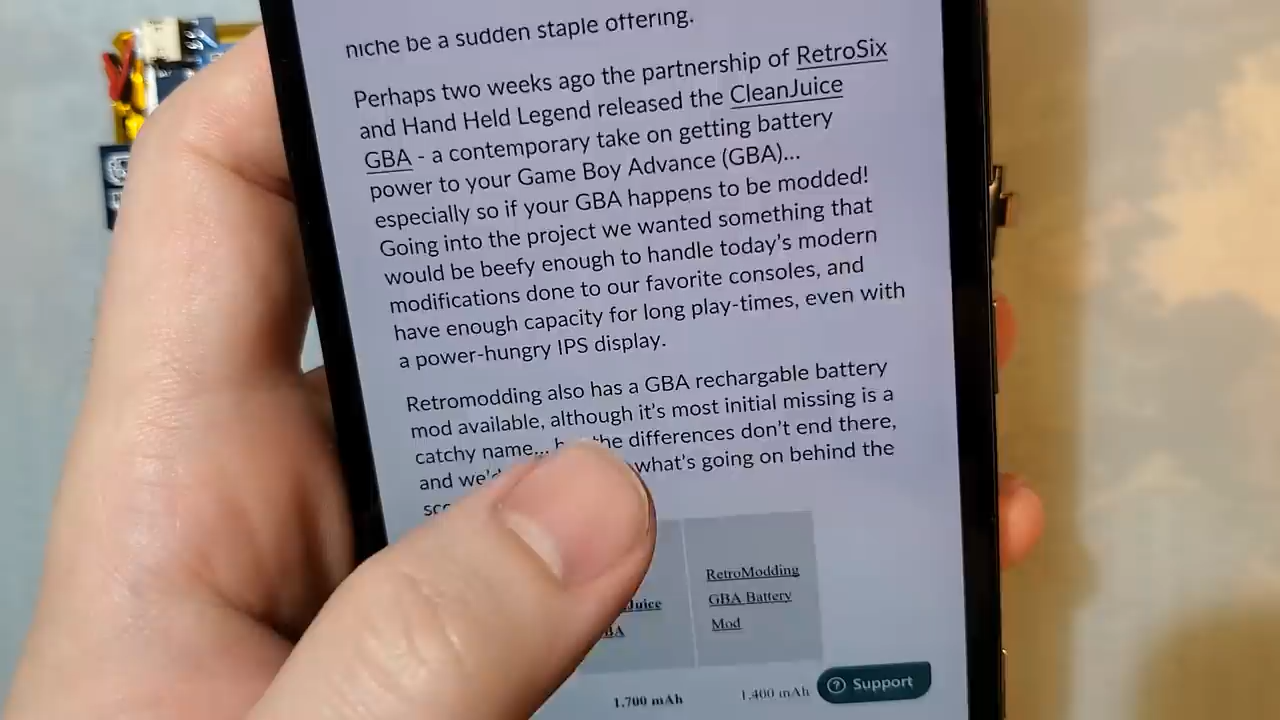 niche be a sudden staple offering.
Perhaps two weeks ago the partnership of RetroSix
and Hand Held Legend released the CleanJuice
GBA - a contemporary take on getting battery
power to your Game Boy Advance (GBA)...
especially so if your GBA happens to be modded!
Going into the project we wanted something that
would be beefy enough to handle today's modern
modifications done to our favorite consoles, and
have enough capacity for long play-times, even with
a power-hungry IPS display.
Retromodding also has a GBA rechargable battery
mod available, although it's most initial missing is a
catchy name... the differences don't end there,
and we'd what's going on behind the
Juice
RetroModding
GBA Battery
Mod
1.700 mAh
1.400 mAh
Support